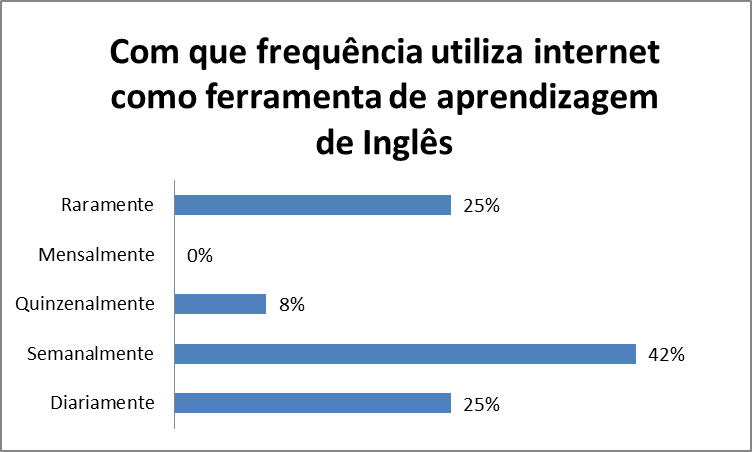 Com que frequência utiliza internet
como ferramenta de aprendizagem
de Inglês
Raramente 25%
Mensalmente 0%
Quinzenalmente 8%
Semanalmente 42%
Diariamente 25%